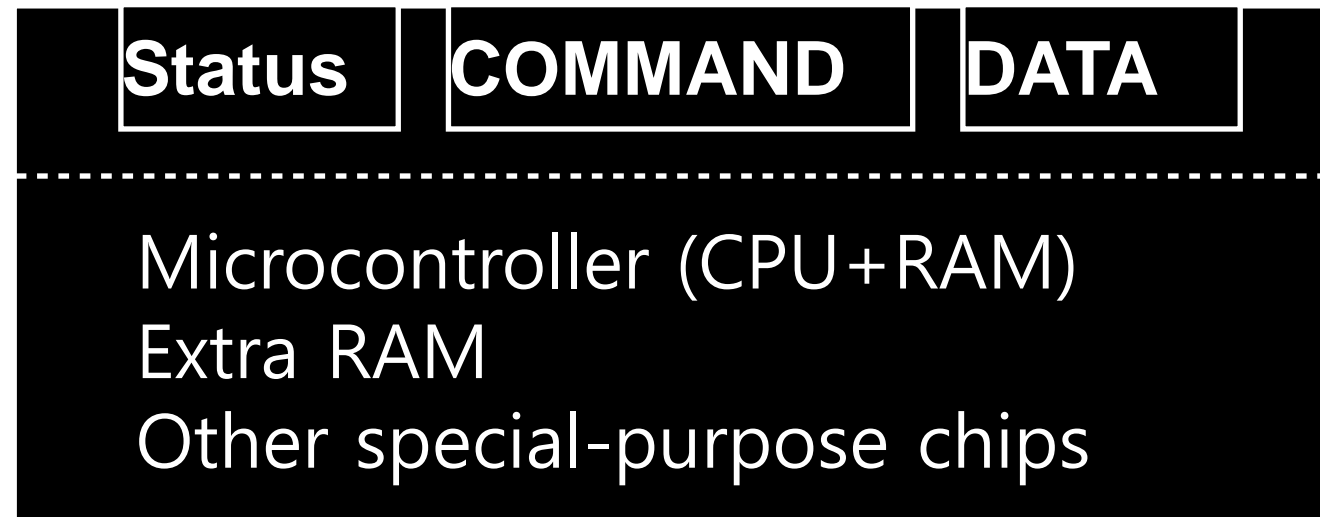 Status COMMAND DATA
Microcontroller (CPU+RAM)
Extra RAM
Other special-purpose chips